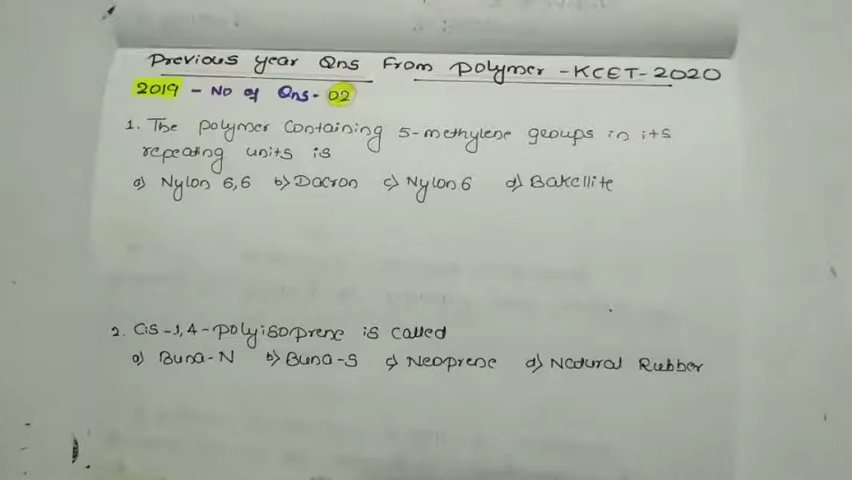 Previous year Qns From polymer - KCET-2020
2019 - No of Qns - 02
1. The polymer containing 5-methylene groups in its
repeating units is
a) Nylon 6,6 b) Dacron c) Nylon 6 d) Bakellite
2. Cis-1,4-polyisoprene is called
a) Buna-N b) Buna-S c) Neoprene d) Natural Rubber